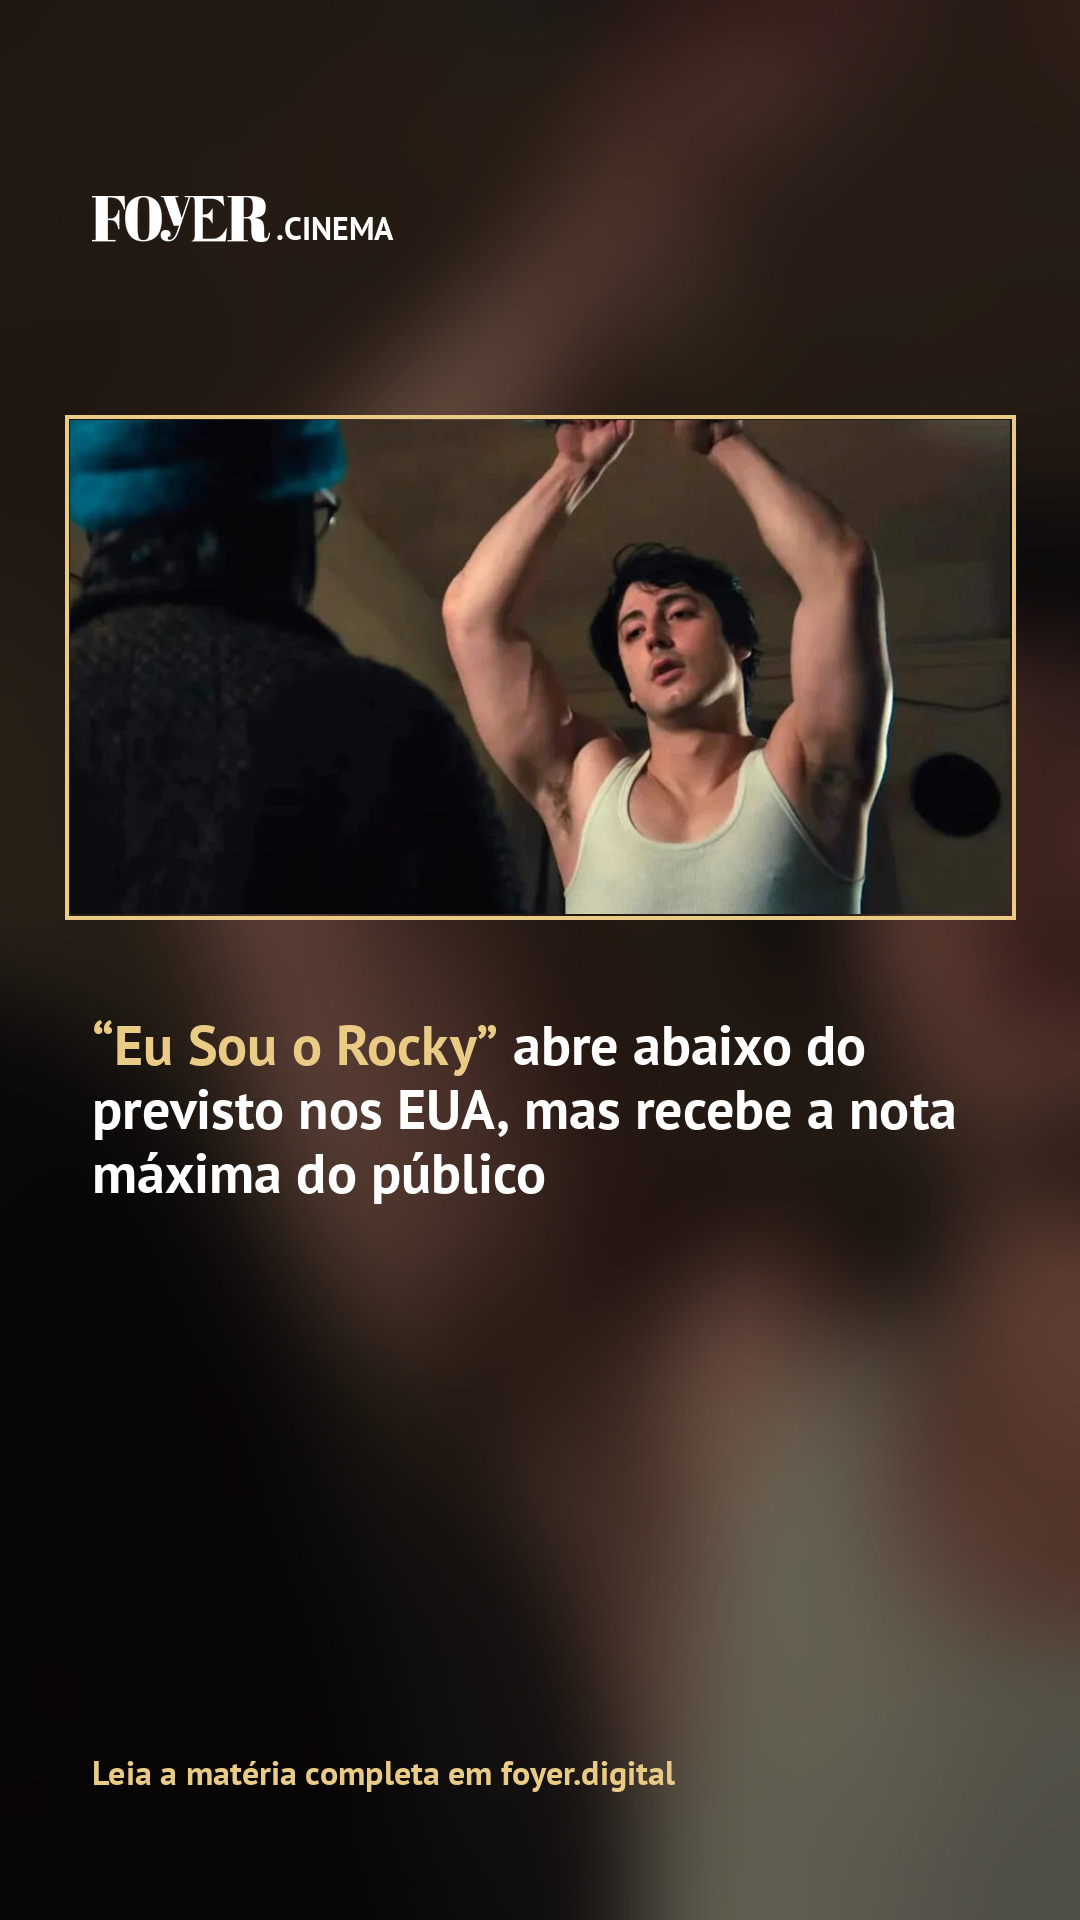 FOYER.CINEMA
“Eu Sou o Rocky” abre abaixo do
previsto nos EUA, mas recebe a nota
máxima do público
Leia a matéria completa em foyer.digital